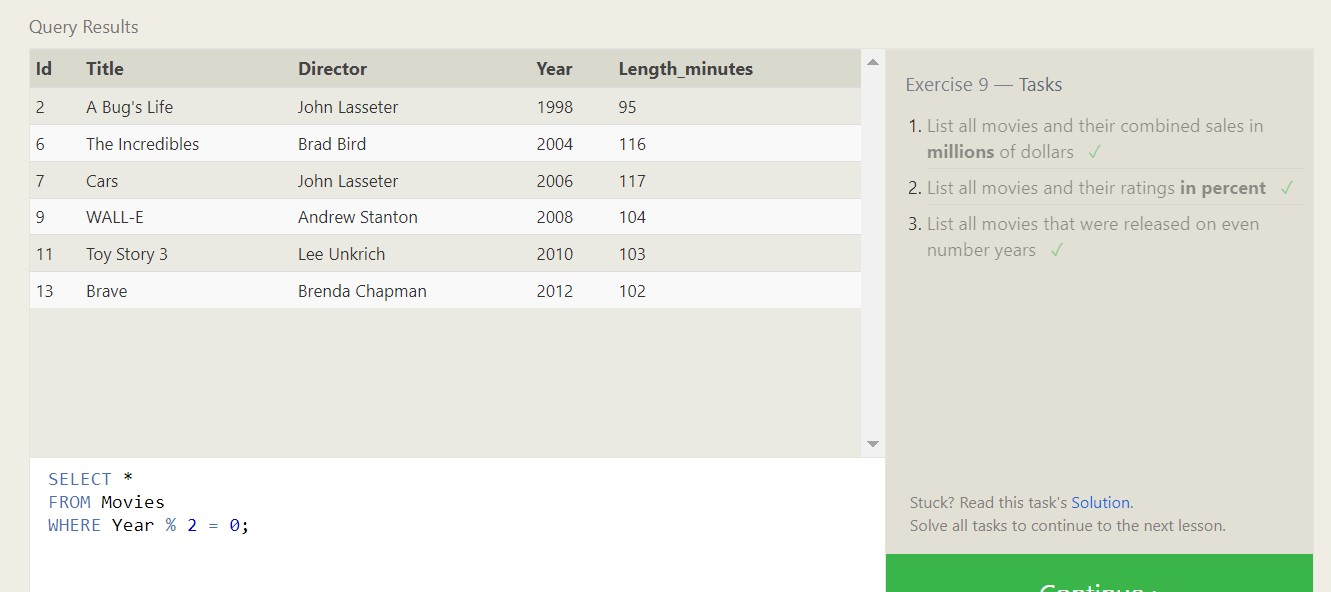 Query Results
Id Title Director Year Length_minutes
2 A Bug's Life John Lasseter 1998 95
6 The Incredibles Brad Bird 2004 116
7 Cars John Lasseter 2006 117
9 WALL-E Andrew Stanton 2008 104
11 Toy Story 3 Lee Unkrich 2010 103
13 Brave Brenda Chapman 2012 102
SELECT *
FROM Movies
WHERE Year % 2 = 0;
Exercise 9 — Tasks
1. List all movies and their combined sales in
millions of dollars ✓
2. List all movies and their ratings in percent ✓
3. List all movies that were released on even
number years ✓
Stuck? Read this task's Solution.
Solve all tasks to continue to the next lesson.
Continue ›